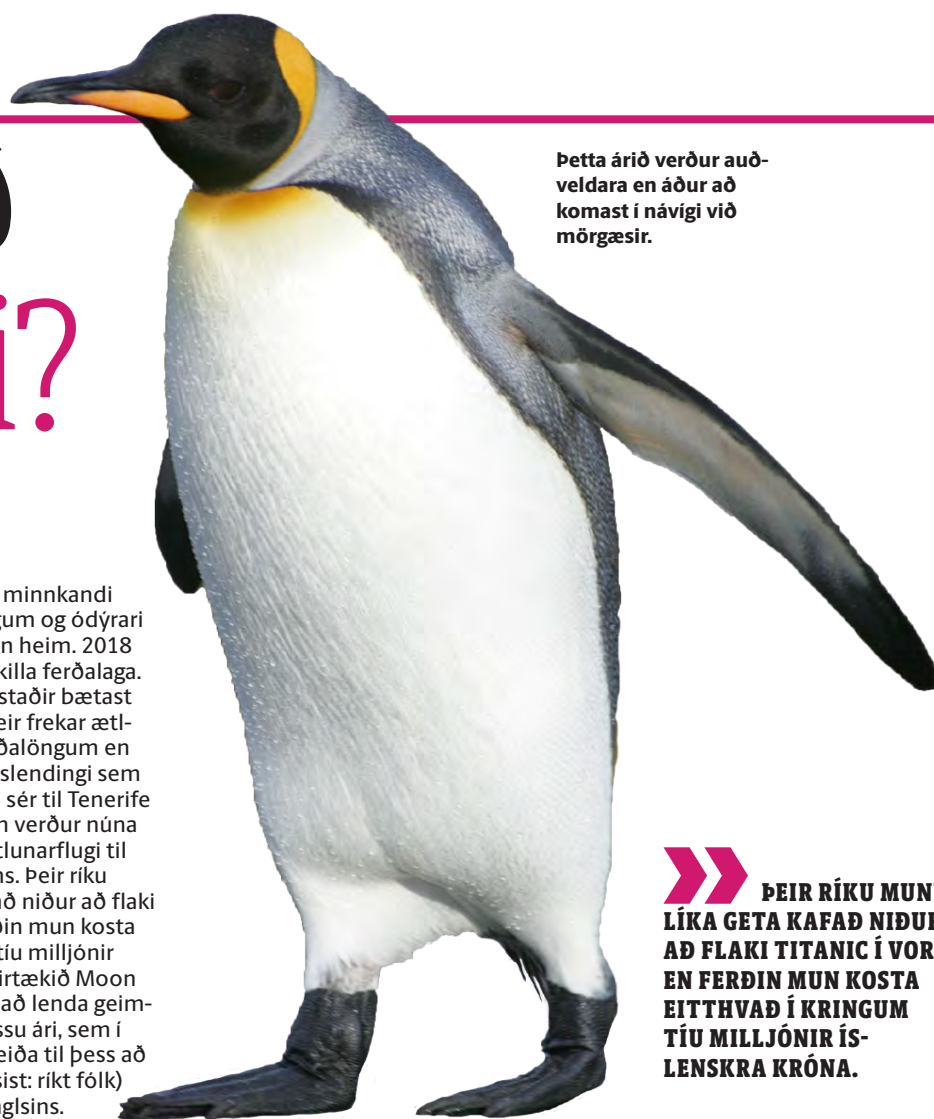 ð
i?
Þetta árið verður auð-
veldara en áður að
komast í návígi við
mörgæsir.
minnkandi
gum og ódýrari
n heim. 2018
killa ferðalaga.
staðir bætast
eir frekar ætl-
ðalöngum en
slendingi sem
sér til Tenerife
n verður núna
tlunarflugi til
ns. Þeir ríku
að niður að flaki
ðin mun kosta
tíu milljónir
irtækið Moon
að lenda geim-
ssu ári, sem í
eiða til þess að
sist: ríkt fólk)
nglsins.
ÞEIR RÍKU MUN
LÍKA GETA KAFAÐ NIÐUR
AÐ FLAKI TITANIC Í VOR
EN FERÐIN MUN KOSTA
EITTHVAÐ Í KRINGUM
TÍU MILLJÓNIR ÍS-
LENSKRA KRÓNA.